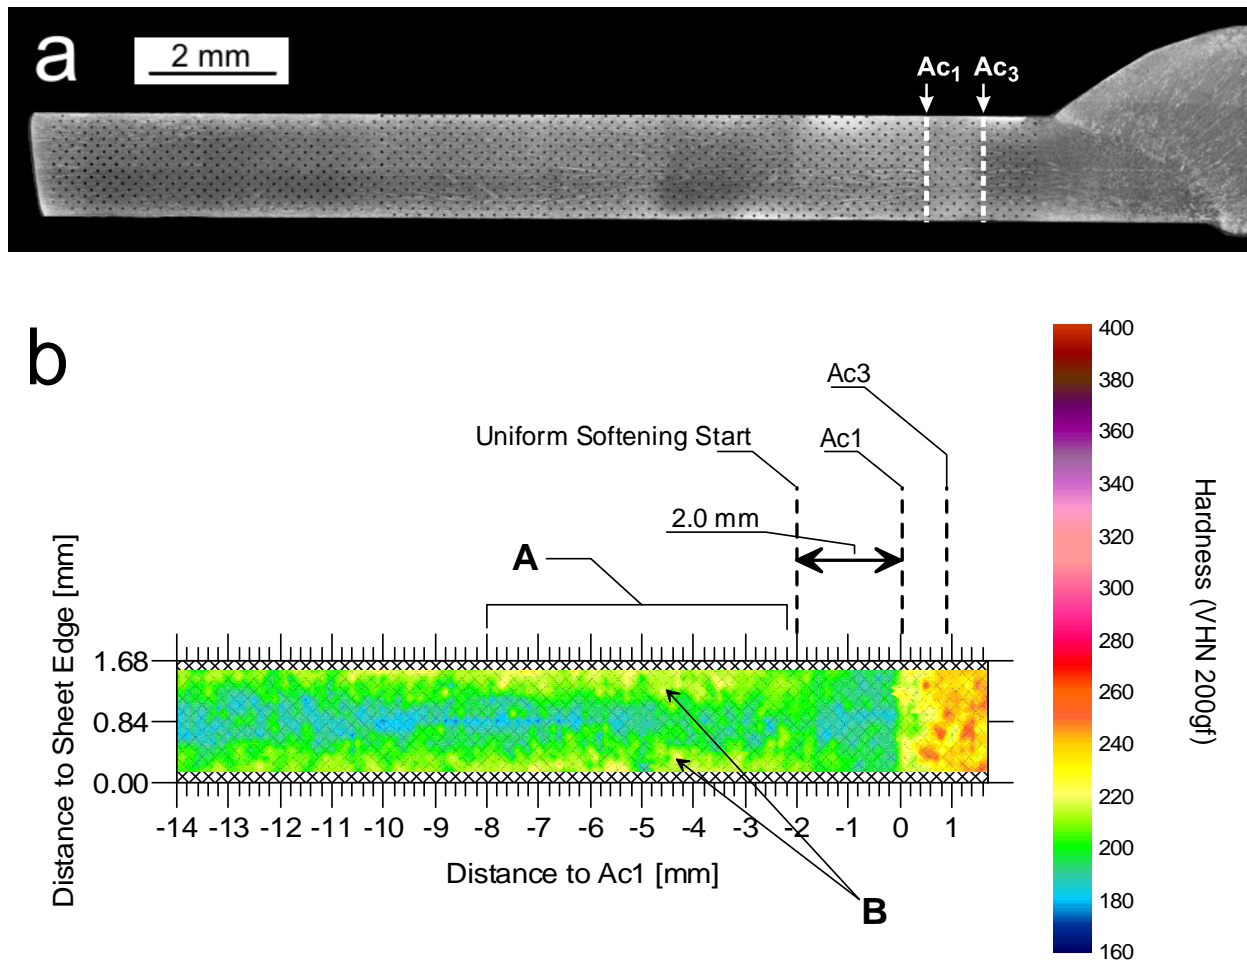 a
2 mm
Ac1 Ac3
b
Ac3
Uniform Softening Start
Ac1
2.0 mm
A
B
Distance to Sheet Edge [mm]
1.68
0.84
0.00
-14 -13 -12 -11 -10 -9 -8 -7 -6 -5 -4 -3 -2 -1 0 1
Distance to Ac1 [mm]
400
380
360
340
320
300
280
260
240
220
200
180
160
Hardness (VHN 200gf)